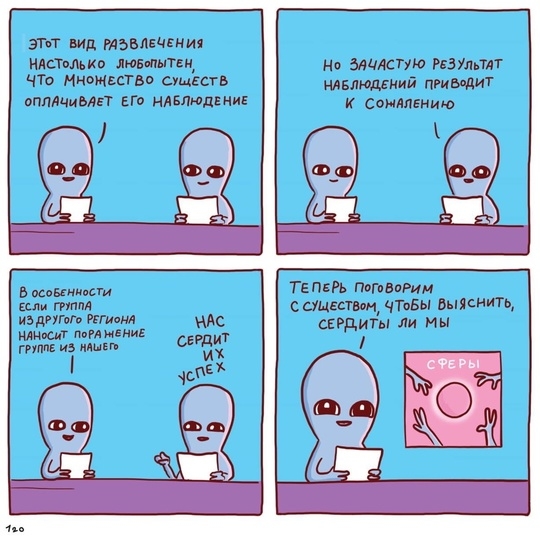 ЭТОТ ВИД РАЗВЛЕЧЕНИЯ
НАСТОЛЬКО ЛЮБОПЫТЕН,
ЧТО МНОЖЕСТВО СУЩЕСТВ
ОПЛАЧИВАЕТ ЕГО НАБЛЮДЕНИЕ
НО ЗАЧАСТУЮ РЕЗУЛЬТАТ
НАБЛЮДЕНИЙ ПРИВОДИТ
К СОЖАЛЕНИЮ
В ОСОБЕННОСТИ
ЕСЛИ ГРУППА
ИЗ ДРУГОГО РЕГИОНА
НАНОСИТ ПОРАЖЕНИЕ
ГРУППЕ ИЗ НАШЕГО
НАС
СЕРДИТ
ИХ
УСПЕХ
ТЕПЕРЬ ПОГОВОРИМ
С СУЩЕСТВОМ, ЧТОБЫ ВЫЯСНИТЬ,
СЕРДИТЫ ЛИ МЫ
СФЕРЫ
120